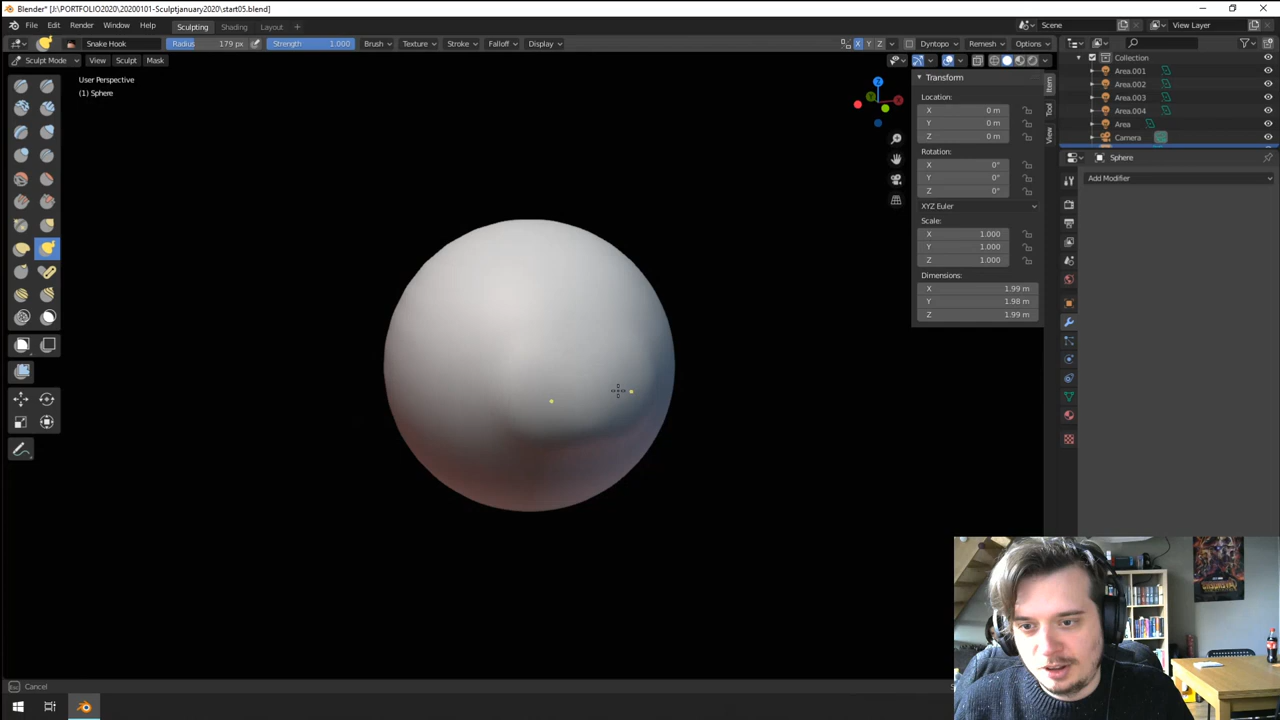 Blender* [J:\PORTFOLIO2020\20200101-Sculptjanuary2020\start05.blend]
File Edit Render Window Help Sculpting Shading Layout Scene View Layer
Snake Hook Radius 179 px Strength 1.000 Brush Texture Stroke Falloff Display X Y Z Dyntopo Remesh Options
Sculpt Mode View Sculpt Mask
User Perspective
(1) Sphere
Collection
Area.001
Area.002
Area.003
Area.004
Area
Camera
Sphere
Add Modifier
Transform
Location:
X 0 m
Y 0 m
Z 0 m
Rotation:
X 0°
Y 0°
Z 0°
XYZ Euler
Scale:
X 1.000
Y 1.000
Z 1.000
Dimensions:
X 1.99 m
Y 1.98 m
Z 1.99 m
Item
Tool
View
Z
Esc Cancel